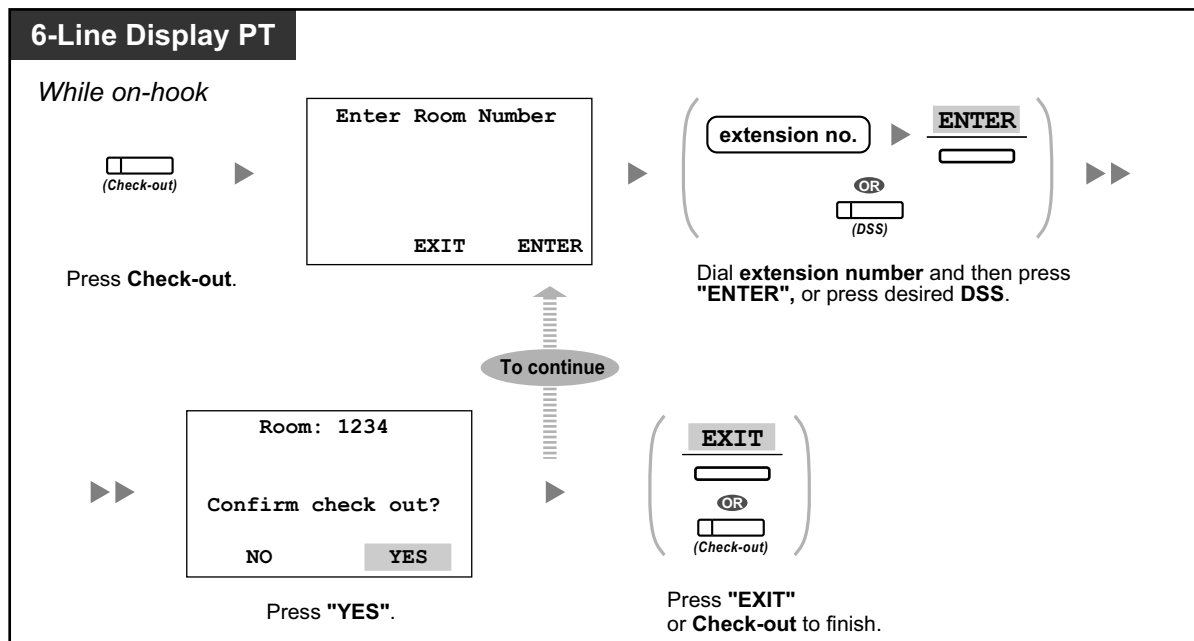 6-Line Display PT
While on-hook
(Check-out)
Press Check-out.
Enter Room Number
EXIT ENTER
extension no.
ENTER
OR
(DSS)
Dial extension number and then press
"ENTER", or press desired DSS.
To continue
Room: 1234
Confirm check out?
NO YES
Press "YES".
EXIT
OR
(Check-out)
Press "EXIT"
or Check-out to finish.